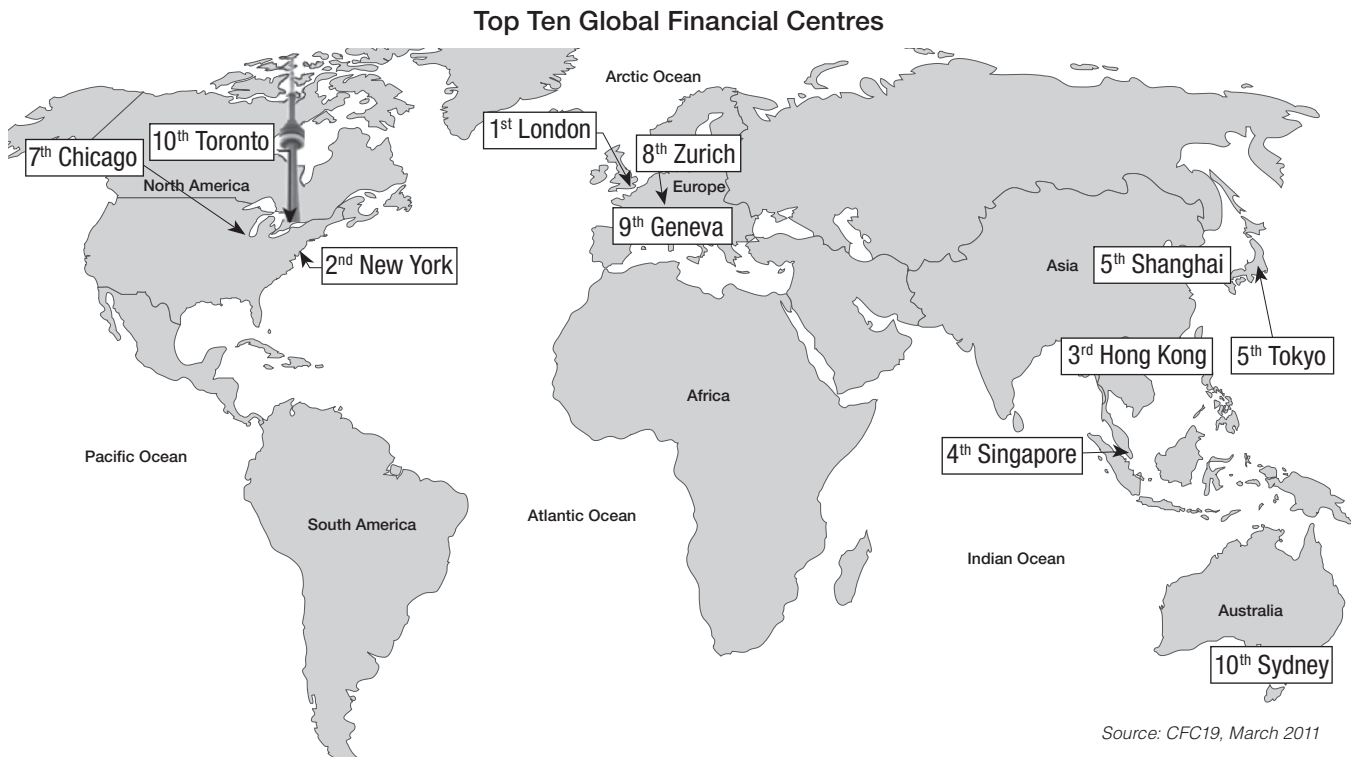 Top Ten Global Financial Centres
Arctic Ocean
1st London
10th Toronto
8th Zurich
7th Chicago
North America
Europe
9th Geneva
2nd New York
Asia
5th Shanghai
3rd Hong Kong
5th Tokyo
Africa
Pacific Ocean
4th Singapore
South America
Atlantic Ocean
Indian Ocean
Australia
10th Sydney
Source: CFC19, March 2011